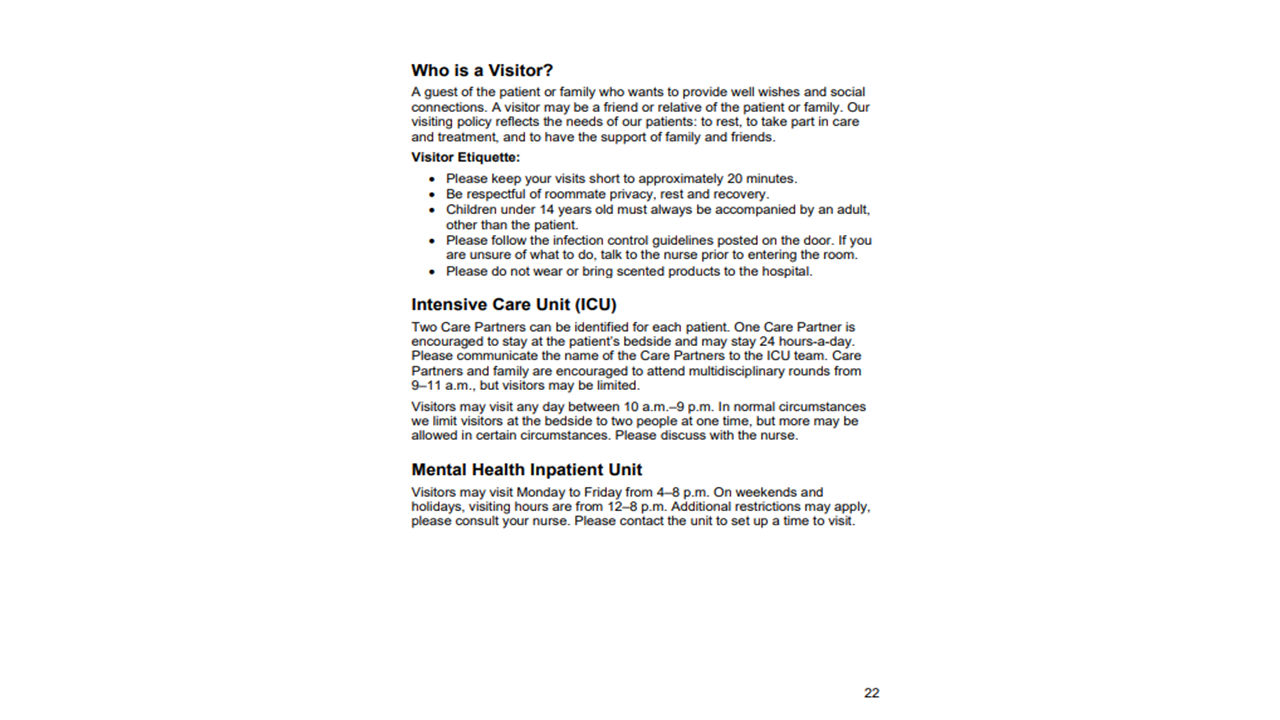 Who is a Visitor?
A guest of the patient or family who wants to provide well wishes and social
connections. A visitor may be a friend or relative of the patient or family. Our
visiting policy reflects the needs of our patients: to rest, to take part in care
and treatment, and to have the support of family and friends.
Visitor Etiquette:
• Please keep your visits short to approximately 20 minutes.
• Be respectful of roommate privacy, rest and recovery.
• Children under 14 years old must always be accompanied by an adult,
other than the patient.
• Please follow the infection control guidelines posted on the door. If you
are unsure of what to do, talk to the nurse prior to entering the room.
• Please do not wear or bring scented products to the hospital.
Intensive Care Unit (ICU)
Two Care Partners can be identified for each patient. One Care Partner is
encouraged to stay at the patient's bedside and may stay 24 hours-a-day.
Please communicate the name of the Care Partners to the ICU team. Care
Partners and family are encouraged to attend multidisciplinary rounds from
9–11 a.m., but visitors may be limited.
Visitors may visit any day between 10 a.m.–9 p.m. In normal circumstances
we limit visitors at the bedside to two people at one time, but more may be
allowed in certain circumstances. Please discuss with the nurse.
Mental Health Inpatient Unit
Visitors may visit Monday to Friday from 4–8 p.m. On weekends and
holidays, visiting hours are from 12–8 p.m. Additional restrictions may apply,
please consult your nurse. Please contact the unit to set up a time to visit.
22